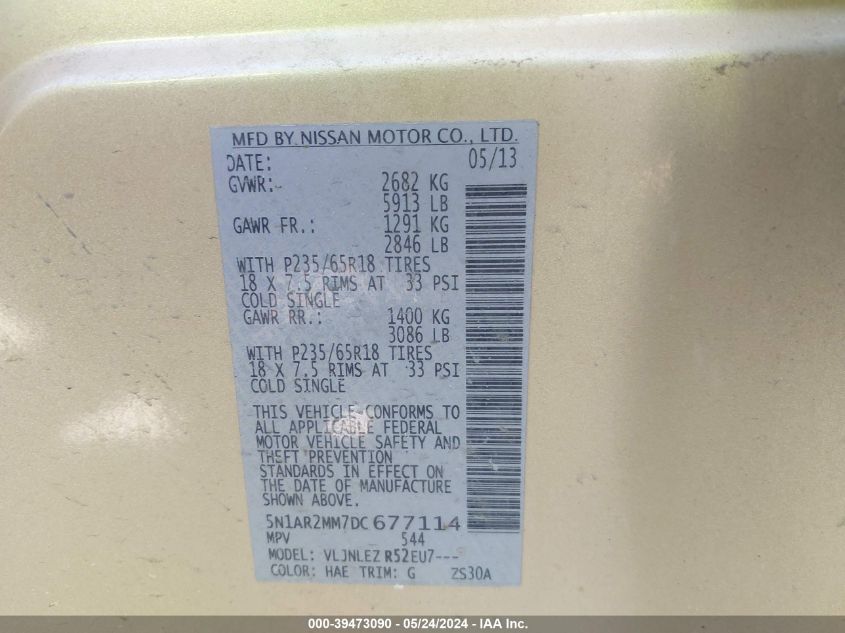 MFD BY NISSAN MOTOR CO., LTD.
DATE: 05/13
GVWR: 2682 KG
5913 LB
GAWR FR.: 1291 KG
2846 LB
WITH P235/65R18 TIRES
18 X 7.5 RIMS AT 33 PSI
COLD SINGLE
GAWR RR.: 1400 KG
3086 LB
WITH P235/65R18 TIRES
18 X 7.5 RIMS AT 33 PSI
COLD SINGLE
THIS VEHICLE CONFORMS TO
ALL APPLICABLE FEDERAL
MOTOR VEHICLE SAFETY AND
THEFT PREVENTION
STANDARDS IN EFFECT ON
THE DATE OF MANUFACTURE
SHOWN ABOVE.
5N1AR2MM7DC677114
MPV 544
MODEL: VLJNLEZ R52EU7---
COLOR: HAE TRIM: G ZS30A
000-39473090 - 05/24/2024 - IAA Inc.